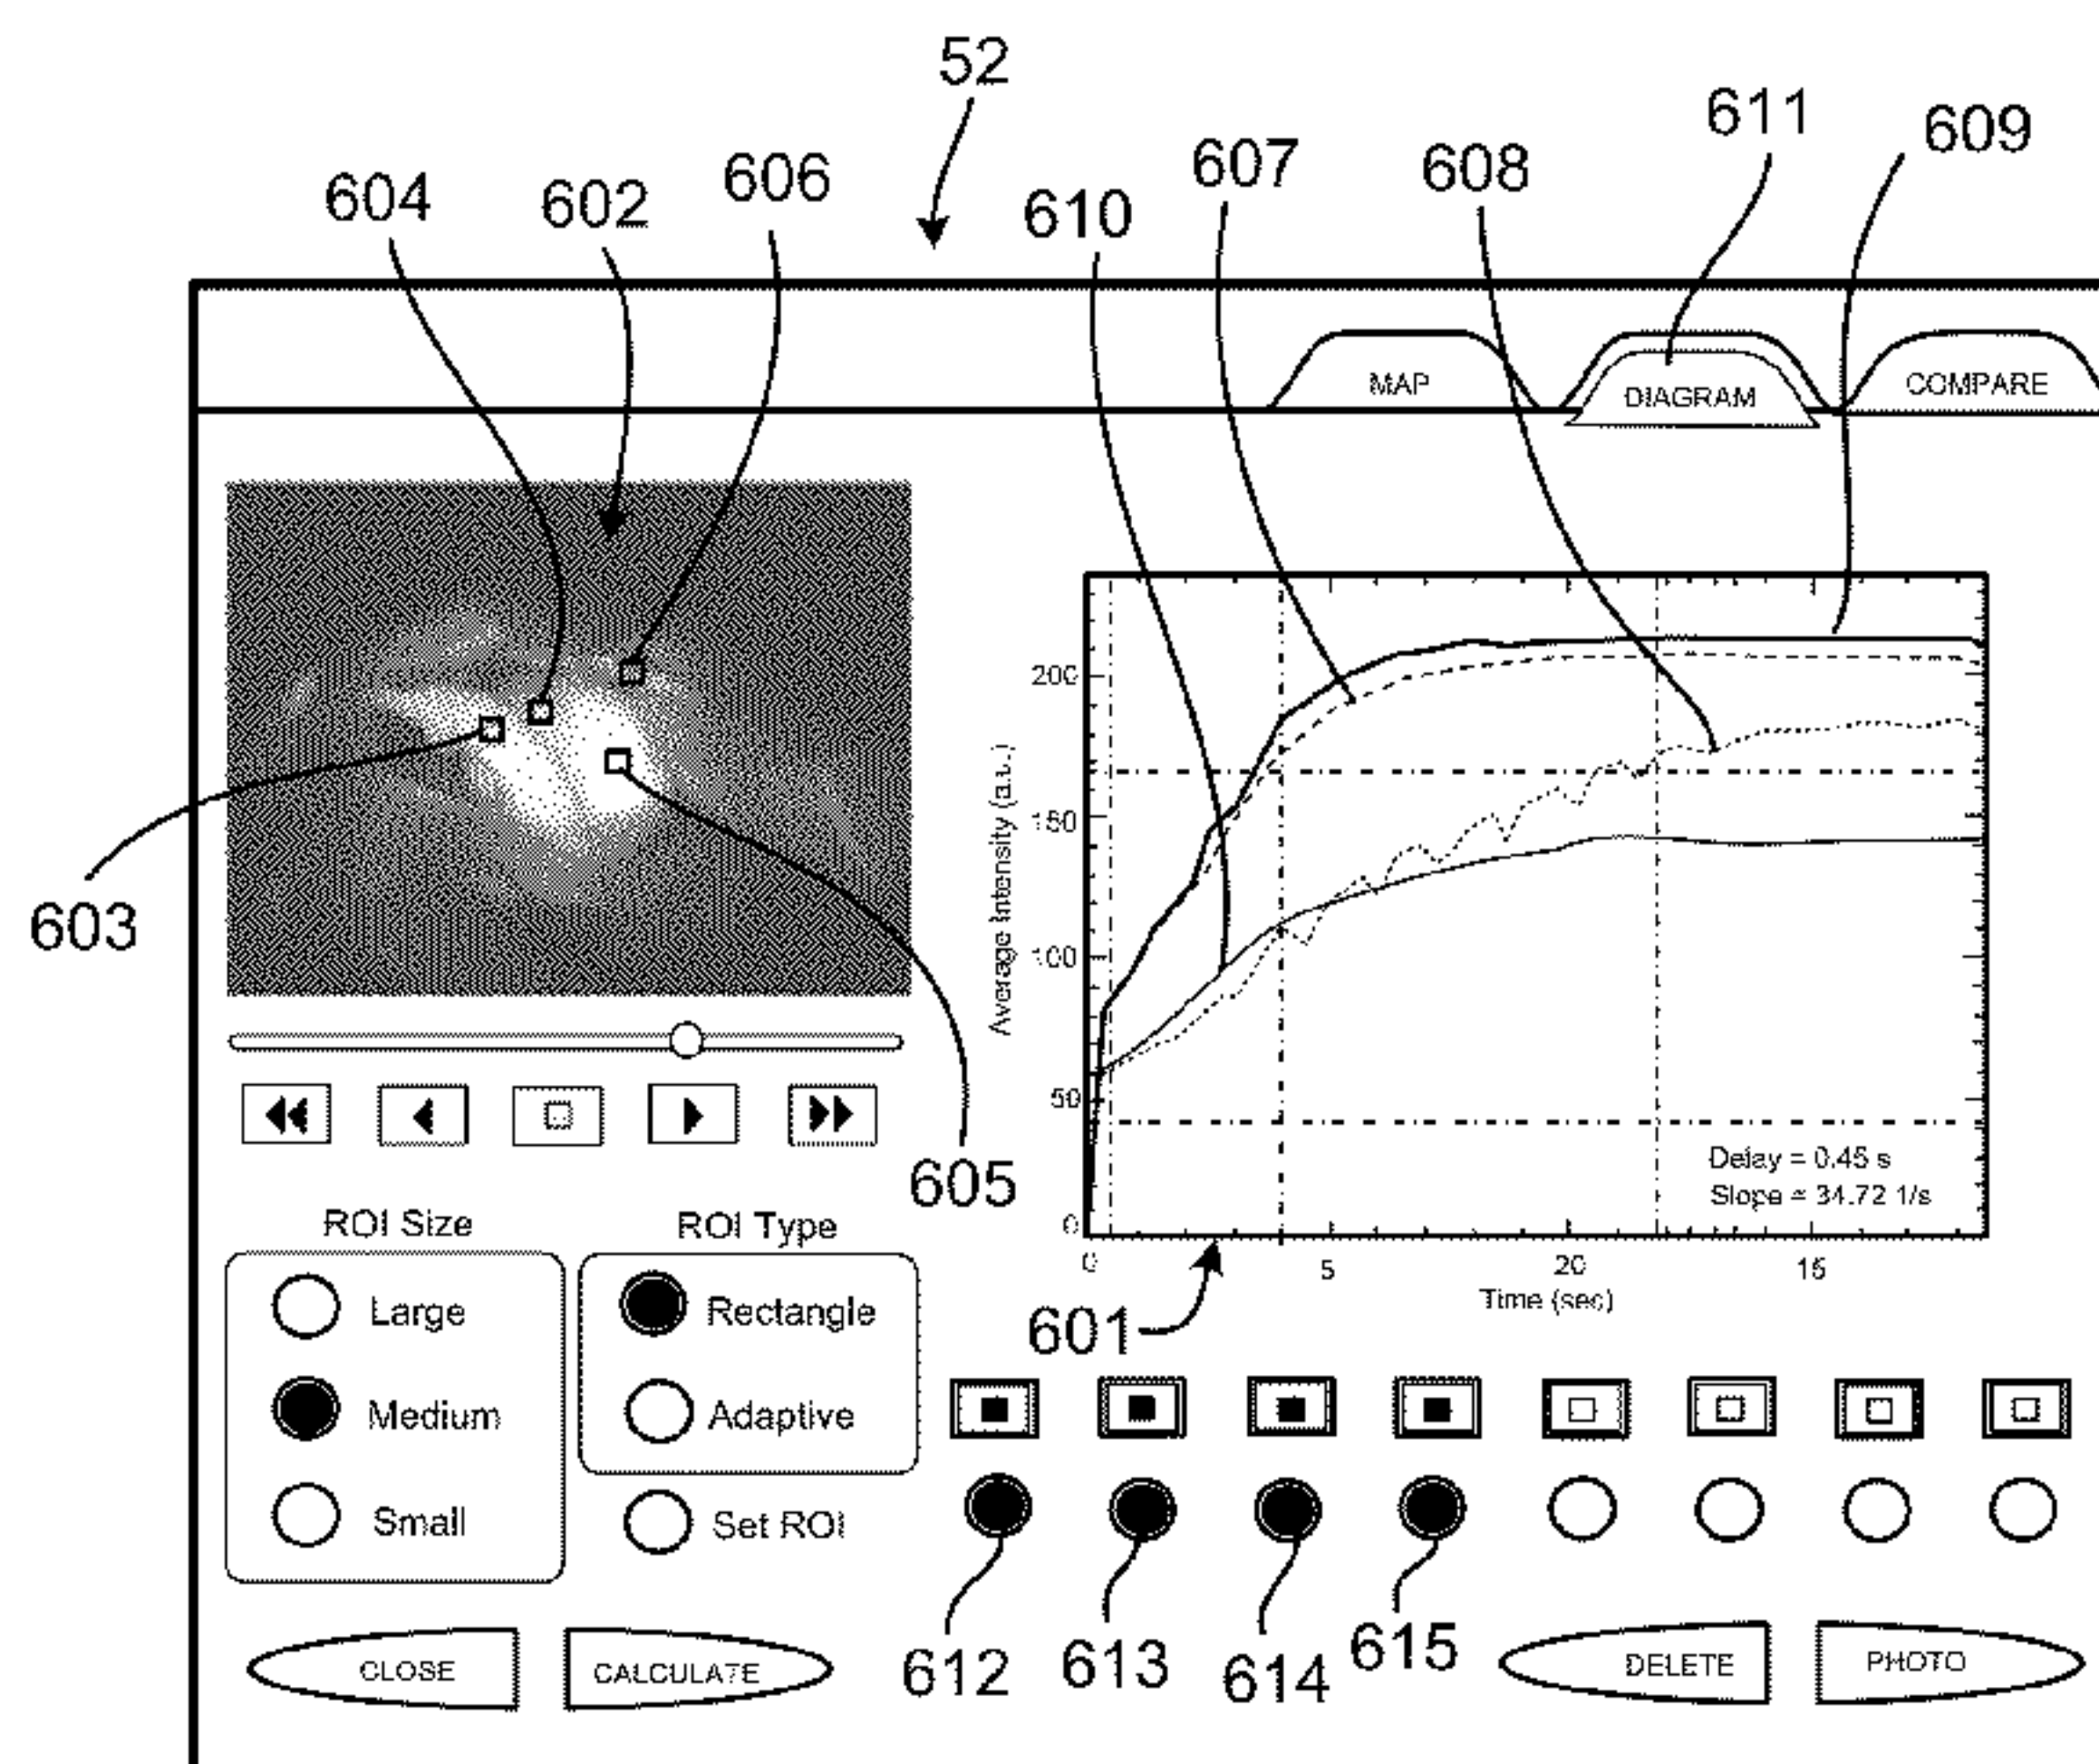 52
611
609
607
608
606
604
602
610
MAP
DIAGRAM
COMPARE
200
150
100
50
0
Average Intensity (a.u.)
603
Delay = 0.45 s
Slope = 34.72 1/s
605
0 5 20 15
Time (sec)
601
ROI Size
Large
Medium
Small
ROI Type
Rectangle
Adaptive
Set ROI
612
613
614
615
CLOSE
CALCULATE
DELETE
PHOTO